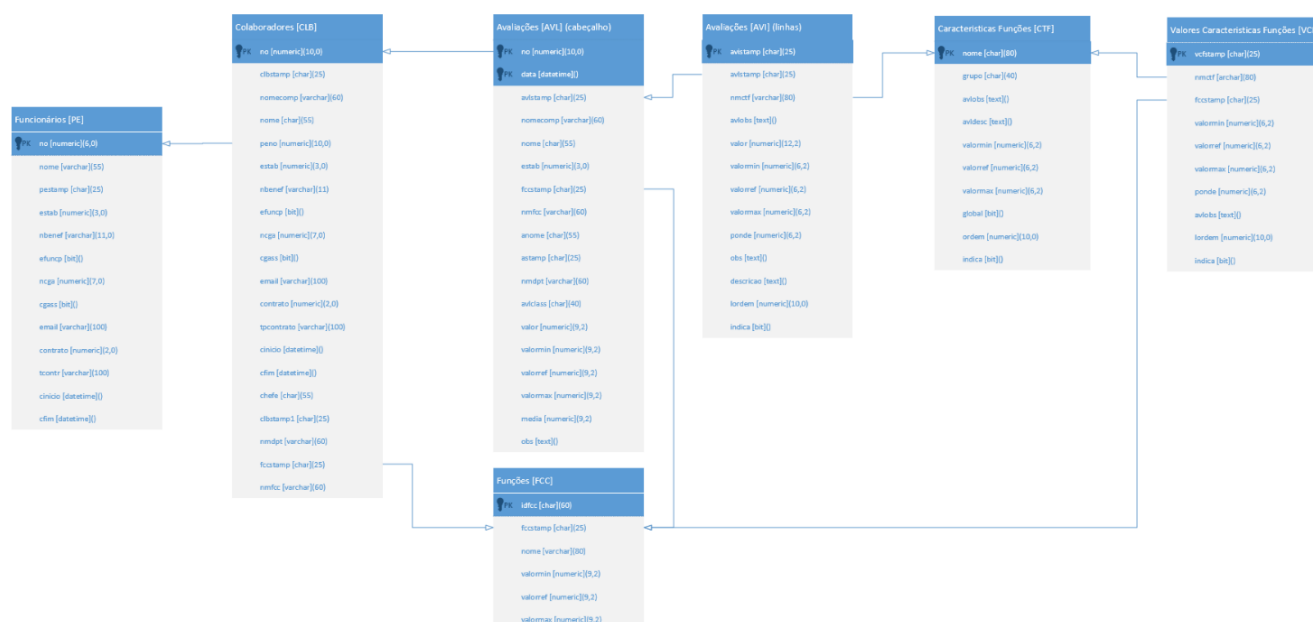 Funcionários [PE]
PK no [numeric](6,0)
nome [varchar](55)
pestamp [char](25)
estab [numeric](3,0)
nbenef [varchar](11,0)
efuncp [bit]()
ncga [numeric](7,0)
cgass [bit]()
email [varchar](100)
contrato [numeric](2,0)
tcontr [varchar](100)
cinicio [datetime]()
cfim [datetime]()
Colaboradores [CLB]
PK no [numeric](10,0)
clbstamp [char](25)
nomecomp [varchar](60)
nome [char](55)
peno [numeric](10,0)
estab [numeric](3,0)
nbenef [varchar](11)
efuncp [bit]()
ncga [numeric](7,0)
cgass [bit]()
email [varchar](100)
contrato [numeric](2,0)
tpcontrato [varchar](100)
cinicio [datetime]()
cfim [datetime]()
chefe [char](55)
clbstamp1 [char](25)
nmdpt [varchar](60)
fccstamp [char](25)
nmfcc [varchar](60)
Avaliações [AVL] (cabeçalho)
PK no [numeric](10,0)
PK data [datetime]()
avlstamp [char](25)
nomecomp [varchar](60)
nome [char](55)
estab [numeric](3,0)
fccstamp [char](25)
nmfcc [varchar](60)
anome [char](55)
astamp [char](25)
nmdpt [varchar](60)
avlclass [char](40)
valor [numeric](9,2)
valormin [numeric](9,2)
valorref [numeric](9,2)
valormax [numeric](9,2)
media [numeric](9,2)
obs [text]()
Funções [FCC]
PK idfcc [char](60)
fccstamp [char](25)
nome [varchar](80)
valormin [numeric](9,2)
valorref [numeric](9,2)
valormax [numeric](9,2)
Avaliações [AVI] (linhas)
PK avistamp [char](25)
avlstamp [char](25)
nmctf [varchar](80)
avlobs [text]()
valor [numeric](12,2)
valormin [numeric](6,2)
valorref [numeric](6,2)
valormax [numeric](6,2)
ponde [numeric](6,2)
obs [text]()
descricao [text]()
lordem [numeric](10,0)
indica [bit]()
Caracteristicas Funções [CTF]
PK nome [char](80)
grupo [char](40)
avlobs [text]()
avldesc [text]()
valormin [numeric](6,2)
valorref [numeric](6,2)
valormax [numeric](6,2)
global [bit]()
ordem [numeric](10,0)
indica [bit]()
Valores Caracteristicas Funções [VC
PK vcfstamp [char](25)
nmctf [archar](80)
fccstamp [char](25)
valormin [numeric](6,2)
valorref [numeric](6,2)
valormax [numeric](6,2)
ponde [numeric](6,2)
avlobs [text]()
lordem [numeric](10,0)
indica [bit]()